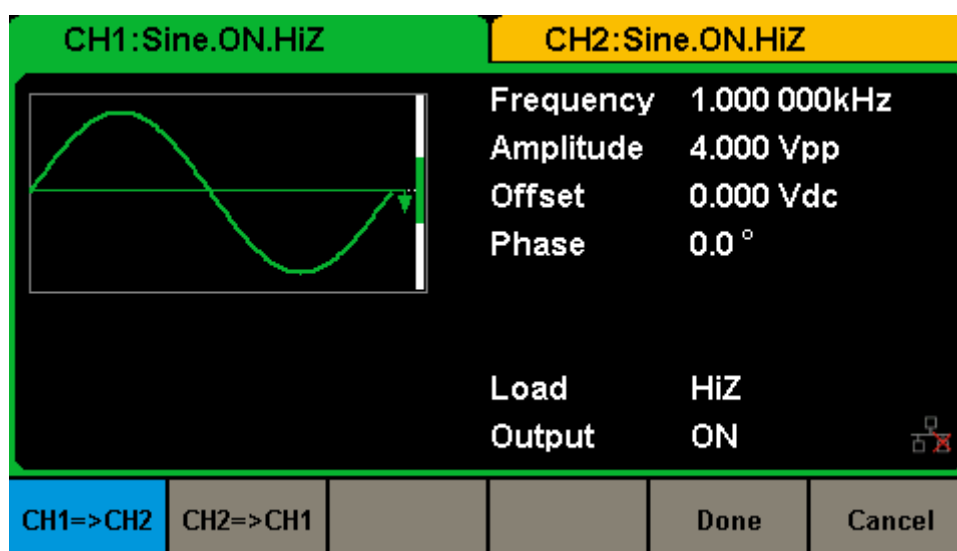 CH1:Sine.ON.HiZ
CH2:Sine.ON.HiZ
Frequency 1.000 000kHz
Amplitude 4.000 Vpp
Offset 0.000 Vdc
Phase 0.0 °
Load HiZ
Output ON
CH1=>CH2 CH2=>CH1 Done Cancel